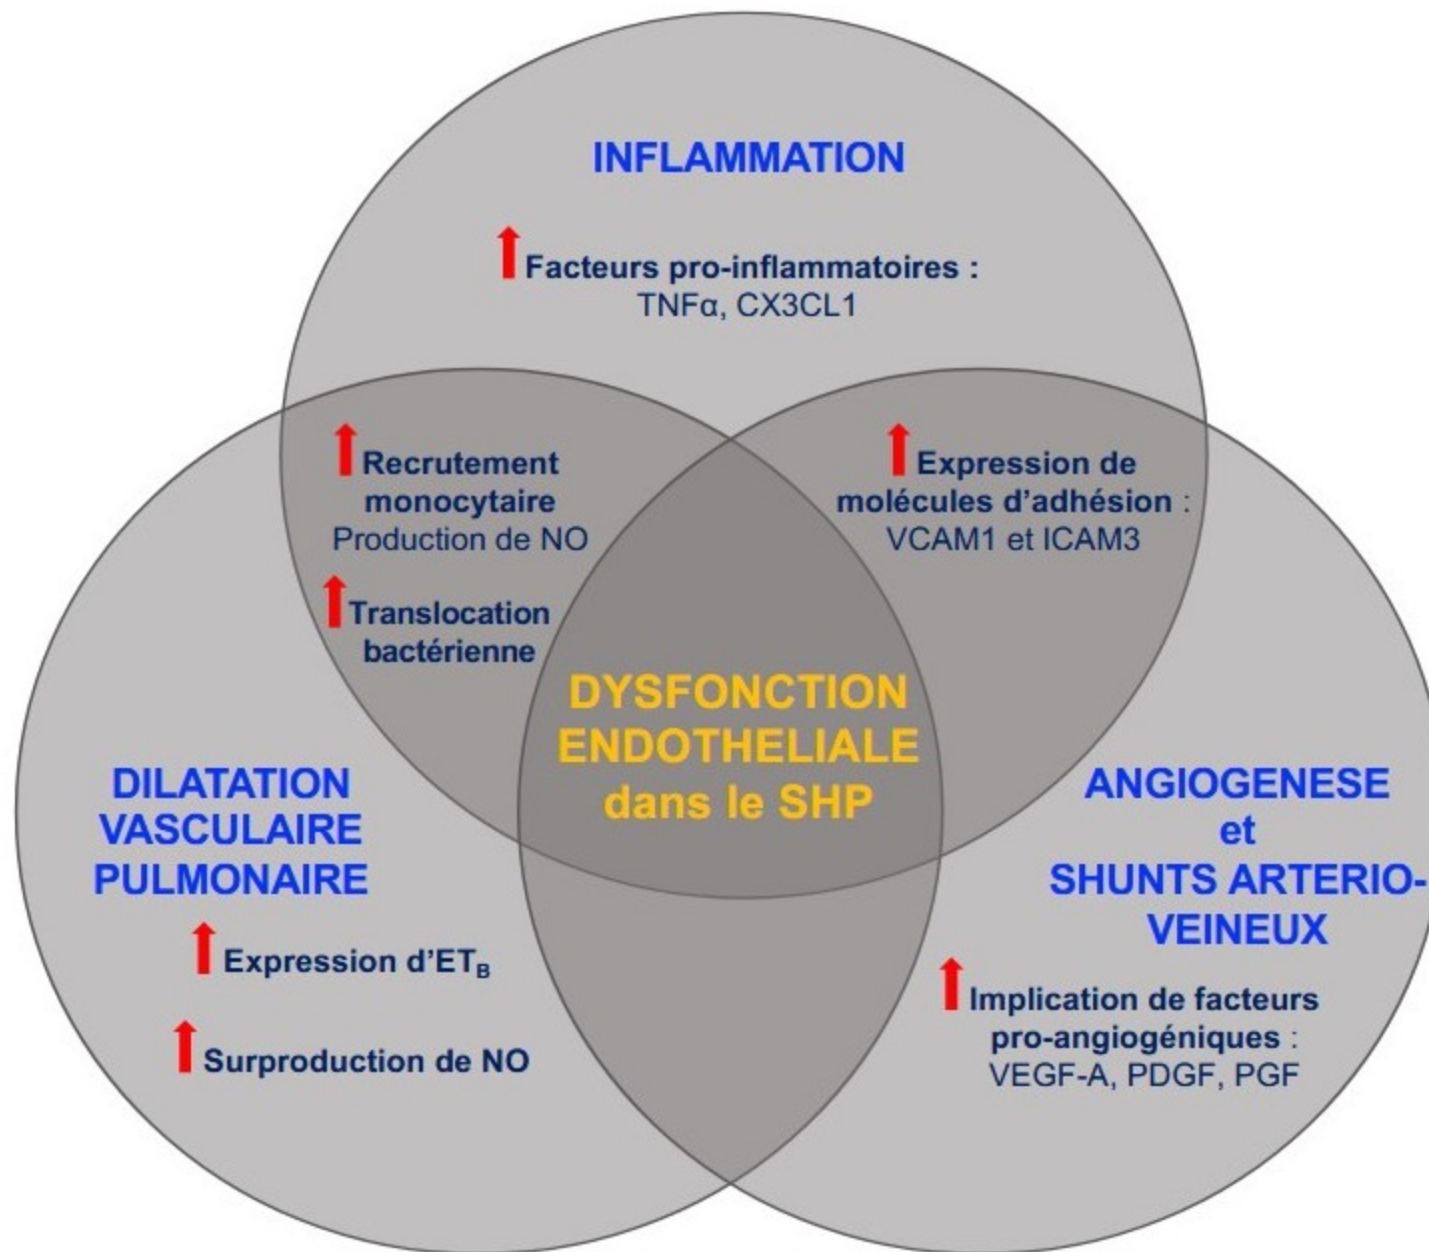 INFLAMMATION
Facteurs pro-inflammatoires :
TNFα, CX3CL1
Recrutement
monocytaire
Production de NO
Translocation
bactérienne
Expression de
molécules d’adhésion :
VCAM1 et ICAM3
DYSFONCTION
ENDOTHELIALE
dans le SHP
DILATATION
VASCULAIRE
PULMONAIRE
Expression d’ET_B
Surproduction de NO
ANGIOGENESE
et
SHUNTS ARTERIO-
VEINEUX
Implication de facteurs
pro-angiogéniques :
VEGF-A, PDGF, PGF